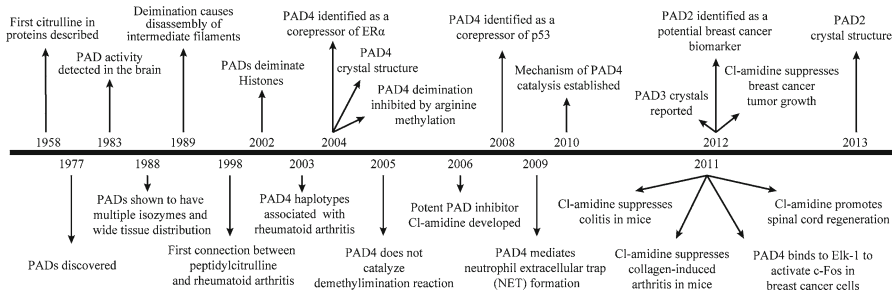 First citrulline in
proteins described
PAD activity
detected in the brain
Deimination causes
disassembly of
intermediate filaments
PADs deiminate
Histones
PAD4 identified as a
corepressor of ERα
PAD4
crystal structure
PAD4 deimination
inhibited by arginine
methylation
PAD4 identified as a
corepressor of p53
Mechanism of PAD4
catalysis established
PAD2 identified as a
potential breast cancer
biomarker
PAD3 crystals
reported
Cl-amidine suppresses
breast cancer
tumor growth
PAD2
crystal structure
1958 1983 1989 2002 2004 2008 2010 2012 2013
1977 1988 1998 2003 2005 2006 2009 2011
PADs discovered
PADs shown to have
multiple isozymes and
wide tissue distribution
First connection between
peptidylcitrulline
and rheumatoid arthritis
PAD4 haplotypes
associated with
rheumatoid arthritis
PAD4 does not
catalyze
demethylimination reaction
Potent PAD inhibitor
Cl-amidine developed
PAD4 mediates
neutrophil extracellular trap
(NET) formation
Cl-amidine suppresses
colitis in mice
Cl-amidine suppresses
collagen-induced
arthritis in mice
PAD4 binds to Elk-1 to
activate c-Fos in
breast cancer cells
Cl-amidine promotes
spinal cord regeneration